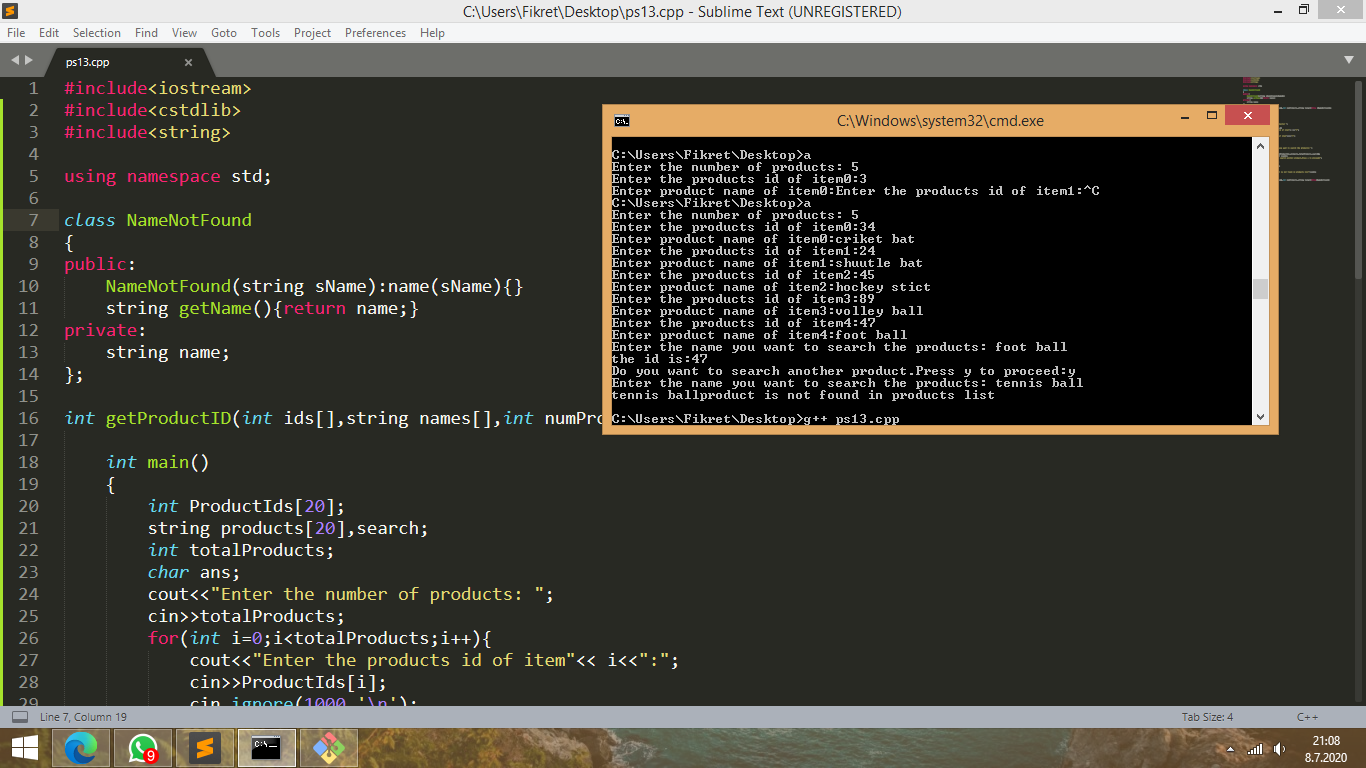 C:\Users\Fikret\Desktop\ps13.cpp - Sublime Text (UNREGISTERED)
File Edit Selection Find View Goto Tools Project Preferences Help
ps13.cpp
1 #include<iostream>
2 #include<cstdlib>
3 #include<string>
4
5 using namespace std;
6
7 class NameNotFound
8 {
9 public:
10 NameNotFound(string sName):name(sName){}
11 string getName(){return name;}
12 private:
13 string name;
14 };
15
16 int getProductID(int ids[],string names[],int numPro
17
18 int main()
19 {
20 int ProductIds[20];
21 string products[20],search;
22 int totalProducts;
23 char ans;
24 cout<<"Enter the number of products: ";
25 cin>>totalProducts;
26 for(int i=0;i<totalProducts;i++){
27 cout<<"Enter the products id of item"<< i<<":";
28 cin>>ProductIds[i];
29 cin.ignore(1000,'\n');
C:\Windows\system32\cmd.exe
C:\Users\Fikret\Desktop>a
Enter the number of products: 5
Enter the products id of item0:3
Enter product name of item0:Enter the products id of item1:^C
C:\Users\Fikret\Desktop>a
Enter the number of products: 5
Enter the products id of item0:34
Enter product name of item0:criket bat
Enter the products id of item1:24
Enter product name of item1:shuutle bat
Enter the products id of item2:45
Enter product name of item2:hockey stict
Enter the products id of item3:89
Enter product name of item3:volley ball
Enter the products id of item4:47
Enter product name of item4:foot ball
Enter the name you want to search the products: foot ball
the id is:47
Do you want to search another product.Press y to proceed:y
Enter the name you want to search the products: tennis ball
tennis ballproduct is not found in products list
C:\Users\Fikret\Desktop>g++ ps13.cpp
Line 7, Column 19
Tab Size: 4
C++
9
C:\.
21:08
8.7.2020